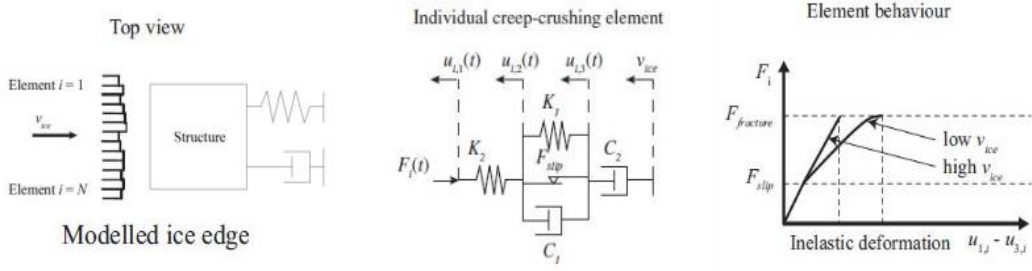 Top view
Element i = 1
v_ice
Structure
Element i = N
Modelled ice edge
Individual creep-crushing element
u_i,1(t) u_i,2(t) u_i,3(t) v_ice
K_1
K_2 F_slip C_2
F_i(t)
C_1
Element behaviour
F_i
F_fracture
low v_ice
high v_ice
F_slip
Inelastic deformation u_1,i - u_3,i